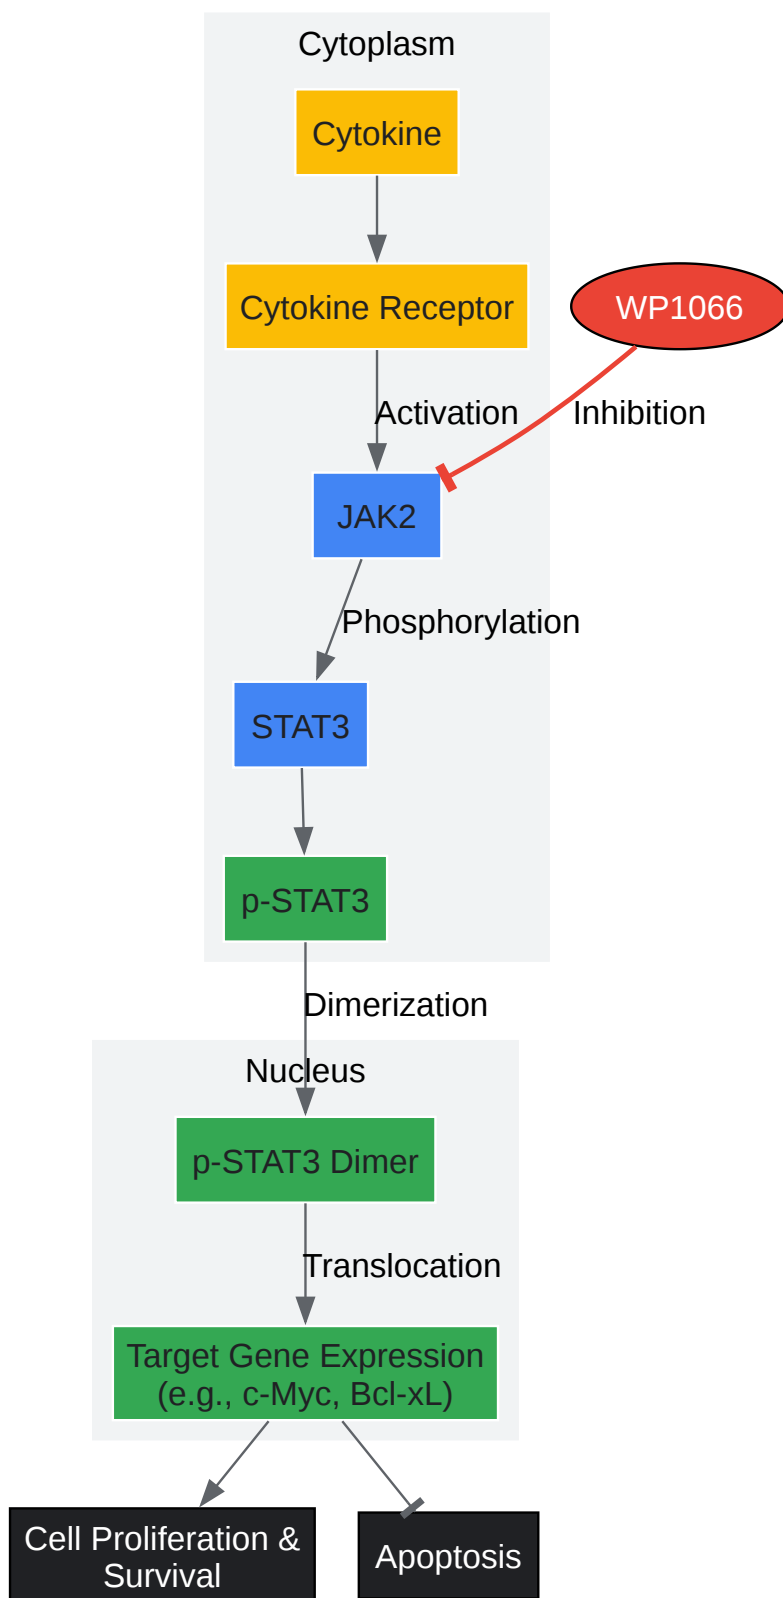 Cytoplasm
Cytokine
Cytokine Receptor
WP1066
Activation
Inhibition
JAK2
Phosphorylation
STAT3
p-STAT3
Dimerization
Nucleus
p-STAT3 Dimer
Translocation
Target Gene Expression
(e.g., c-Myc, Bcl-xL)
Cell Proliferation &
Survival
Apoptosis